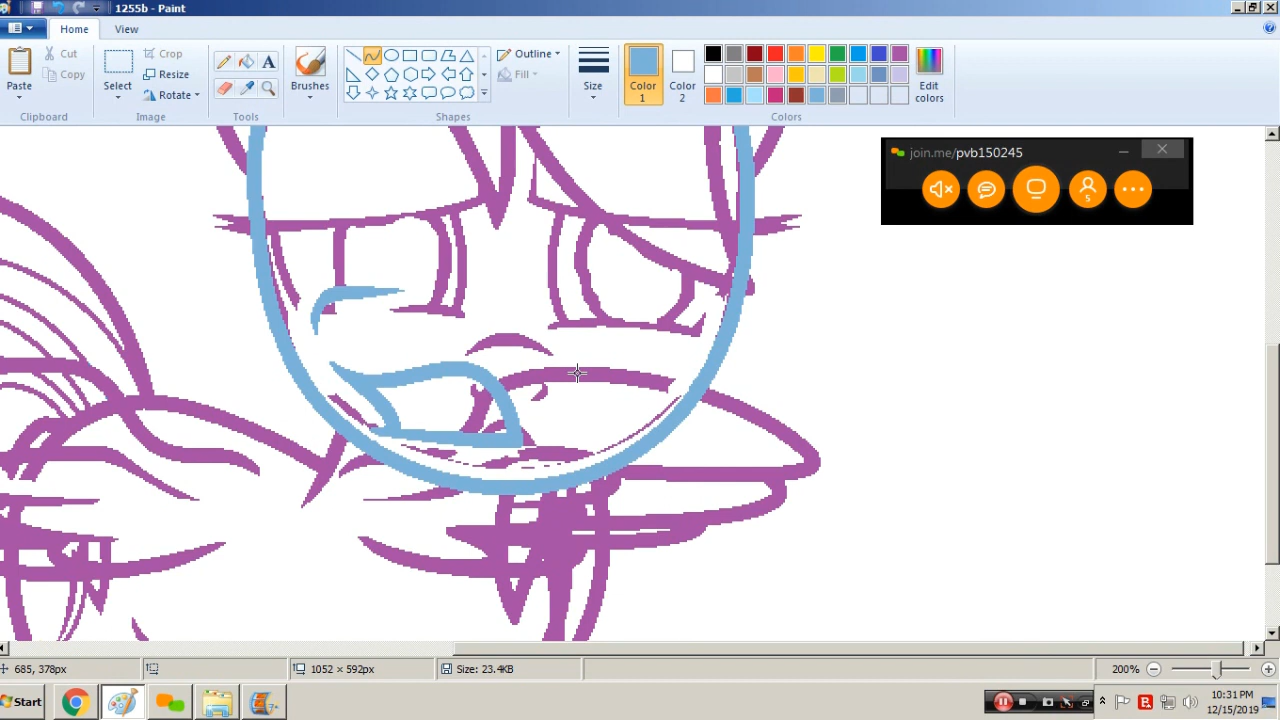 1255b - Paint
Home
View
Paste
Cut
Copy
Clipboard
Select
Crop
Resize
Rotate
Image
A
Tools
Brushes
Shapes
Outline
Fill
Size
Color 1
Color 2
Edit colors
Colors
join.me/pvb150245
5
685, 378px
1052 × 592px
Size: 23.4KB
200%
Start
10:31 PM
12/15/2019